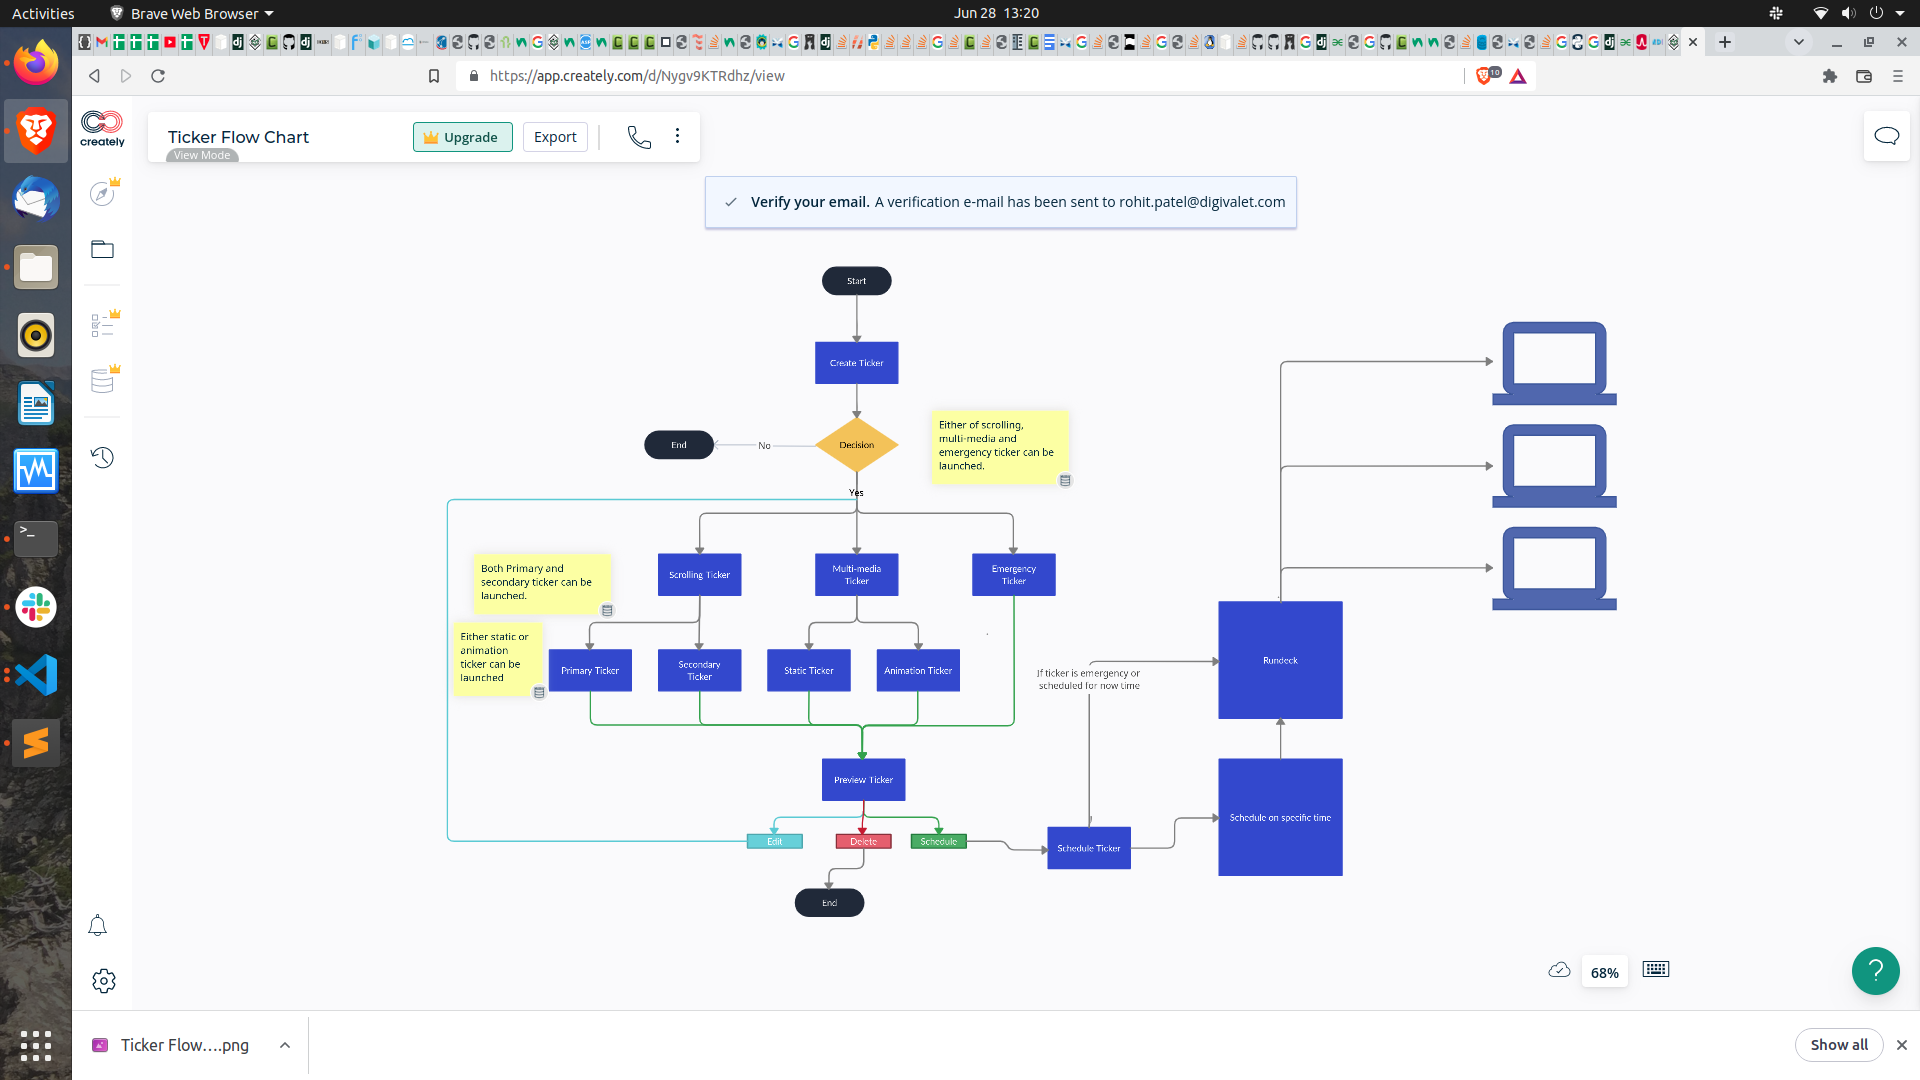 Activities
Brave Web Browser
Jun 28 13:20
https://app.creately.com/d/Nygv9KTRdhz/view
10
creately
Ticker Flow Chart
View Mode
Upgrade
Export
Verify your email. A verification e-mail has been sent to rohit.patel@digivalet.com
Start
Create Ticker
Decision
No
End
Yes
Either of scrolling,
multi-media and
emergency ticker can be
launched.
Both Primary and
secondary ticker can be
launched.
Either static or
animation
ticker can be
launched
Scrolling Ticker
Multi-media
Ticker
Emergency
Ticker
Primary Ticker
Secondary
Ticker
Static Ticker
Animation Ticker
If ticker is emergency or
scheduled for now time
Rundeck
Preview Ticker
Schedule on specific time
Edit
Delete
Schedule
Schedule Ticker
End
68%
?
Ticker Flow....png
Show all